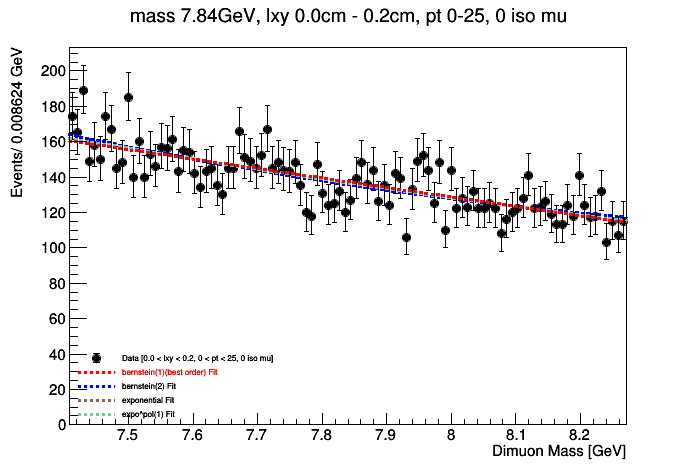 mass 7.84GeV, lxy 0.0cm - 0.2cm, pt 0-25, 0 iso mu
Events/ 0.008624 GeV
200
180
160
140
120
100
80
60
40
20
0
Data [0.0 < lxy < 0.2, 0 < pt < 25, 0 iso mu]
bernstein(1)(best order) Fit
bernstein(2) Fit
exponential Fit
expo*pol(1) Fit
7.5 7.6 7.7 7.8 7.9 8 8.1 8.2
Dimuon Mass [GeV]